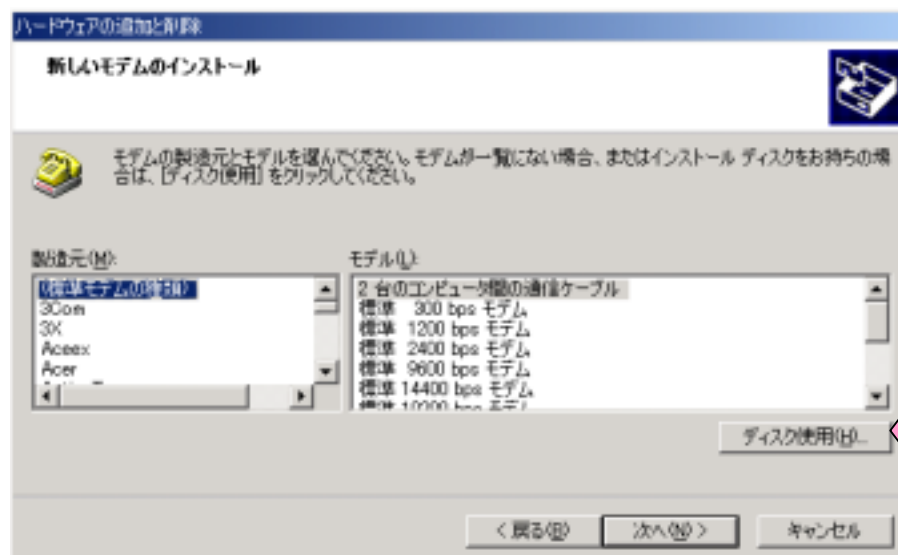 ハードウェアの追加と削除
新しいモデムのインストール
モデムの製造元とモデルを選んでください。モデムが一覧にない場合、またはインストール ディスクをお持ちの場
合は、[ディスク使用] をクリックしてください。
製造元(M):
モデル(L):
(標準モデムの種類)
3Com
3X
Aceex
Acer
2 台のコンピュータ間の通信ケーブル
標準 300 bps モデム
標準 1200 bps モデム
標準 2400 bps モデム
標準 9600 bps モデム
標準 14400 bps モデム
ディスク使用(H)...
< 戻る(B)
次へ(N) >
キャンセル